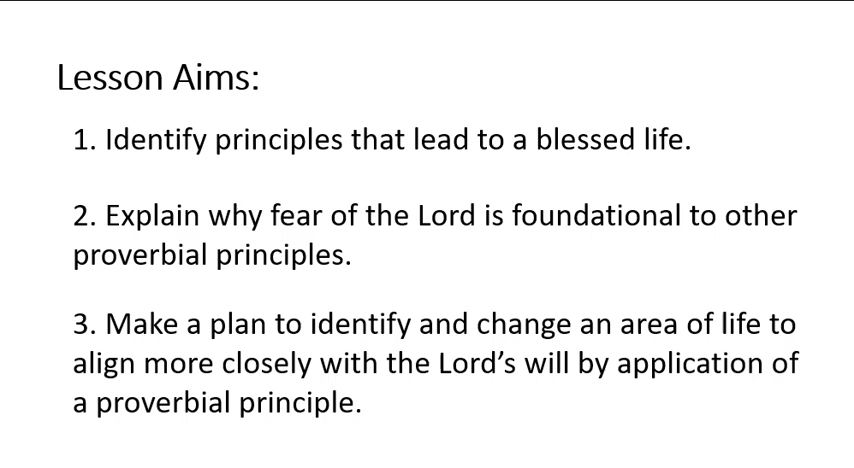 Lesson Aims:
1. Identify principles that lead to a blessed life.
2. Explain why fear of the Lord is foundational to other
proverbial principles.
3. Make a plan to identify and change an area of life to
align more closely with the Lord’s will by application of
a proverbial principle.